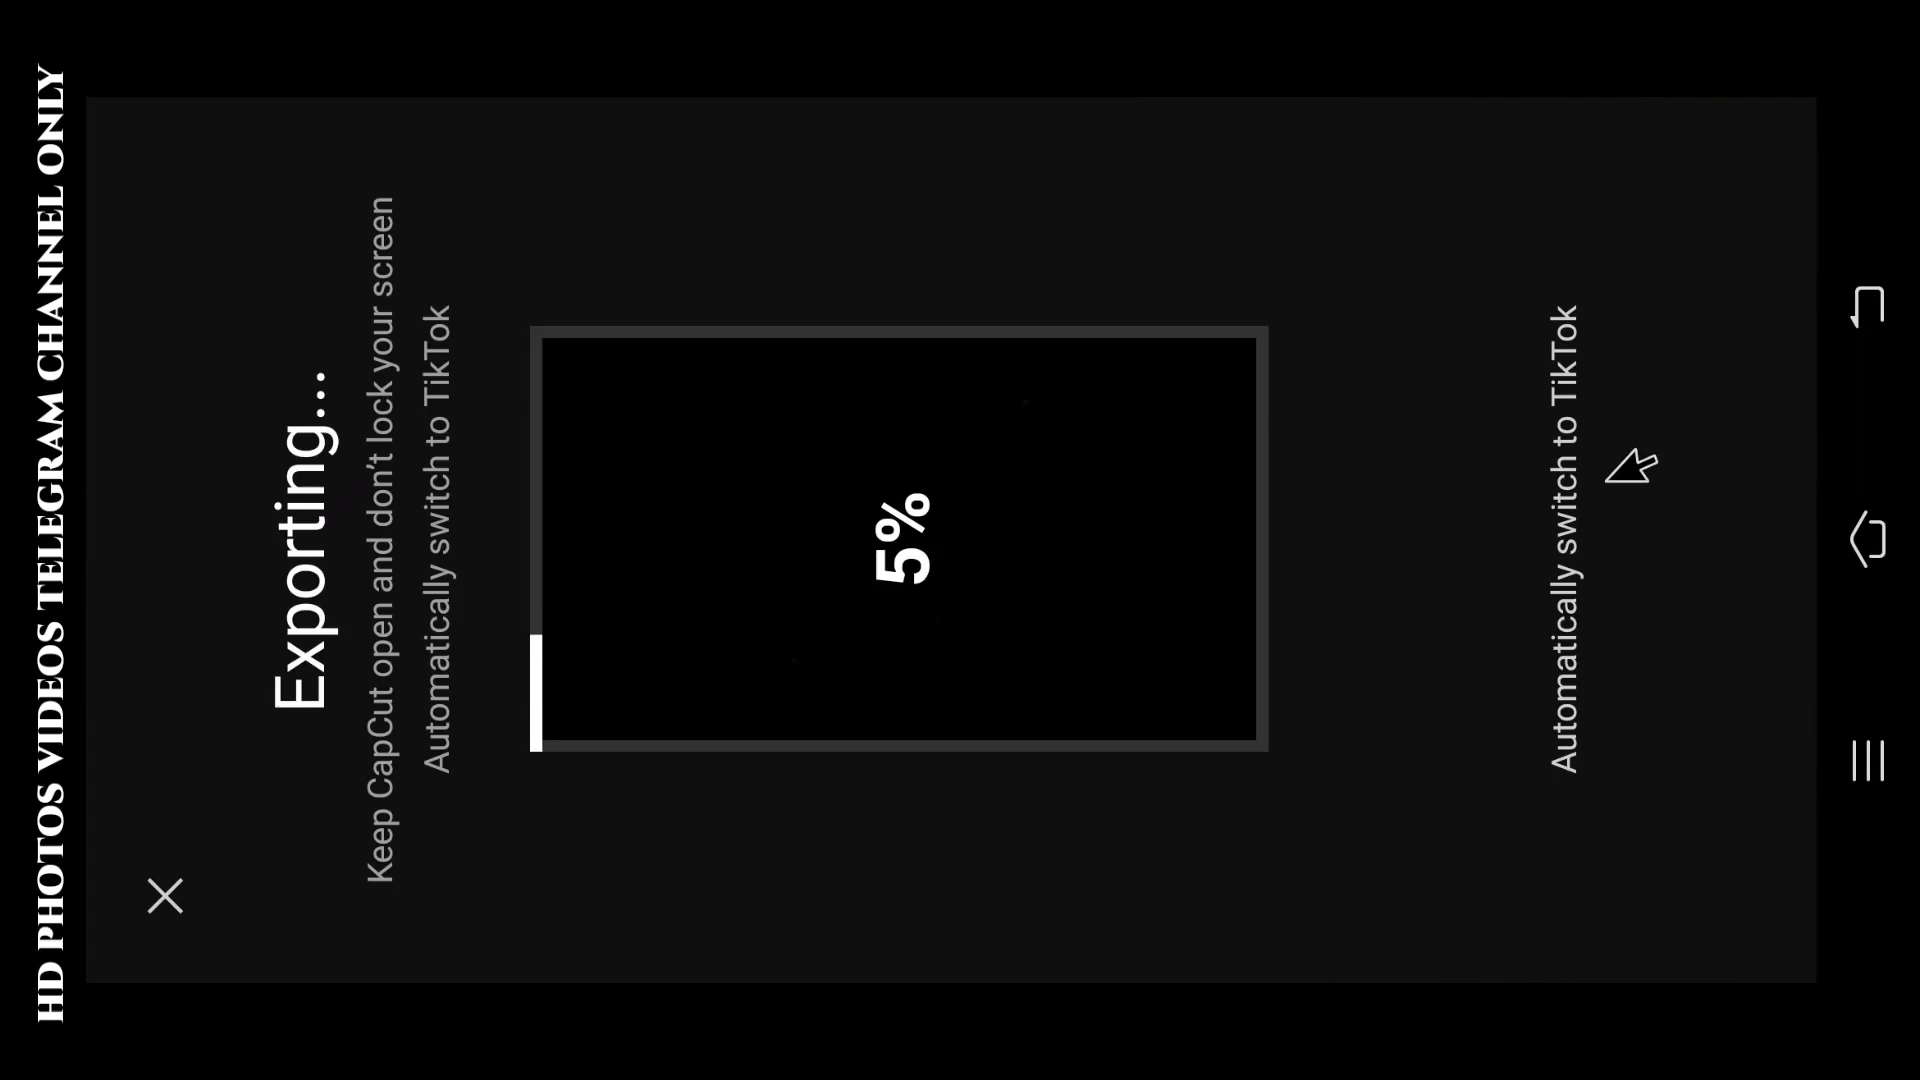 HD PHOTOS VIDEOS TELEGRAM CHANNEL ONLY
Exporting...
Keep CapCut open and don't lock your screen
Automatically switch to TikTok
5%
Automatically switch to TikTok